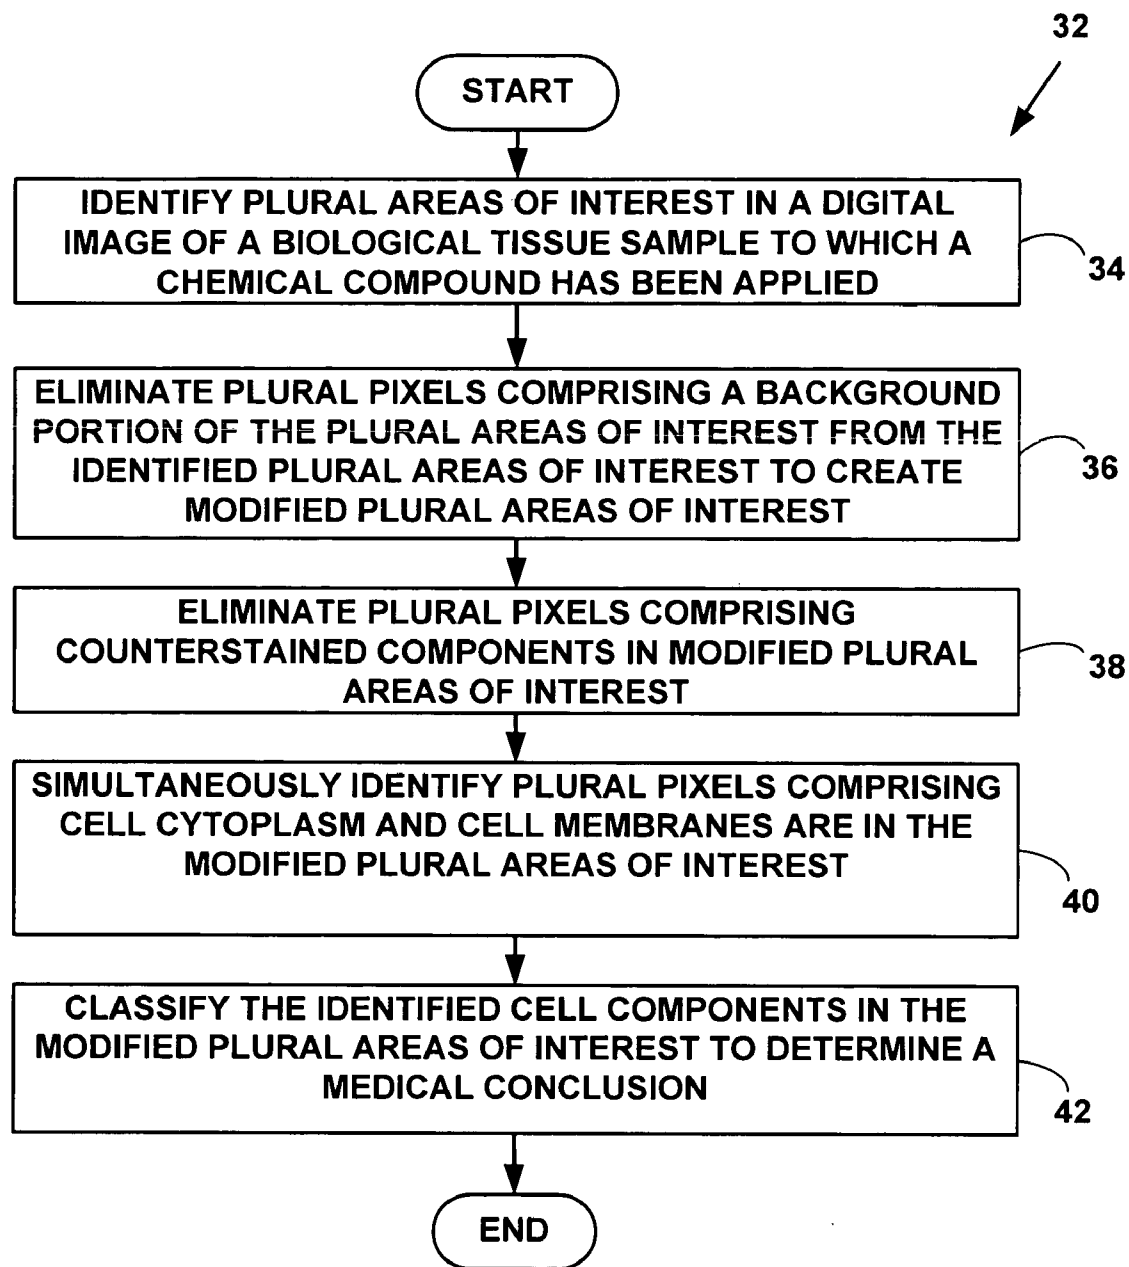 32
START
IDENTIFY PLURAL AREAS OF INTEREST IN A DIGITAL
IMAGE OF A BIOLOGICAL TISSUE SAMPLE TO WHICH A
CHEMICAL COMPOUND HAS BEEN APPLIED
34
ELIMINATE PLURAL PIXELS COMPRISING A BACKGROUND
PORTION OF THE PLURAL AREAS OF INTEREST FROM THE
IDENTIFIED PLURAL AREAS OF INTEREST TO CREATE
MODIFIED PLURAL AREAS OF INTEREST
36
ELIMINATE PLURAL PIXELS COMPRISING
COUNTERSTAINED COMPONENTS IN MODIFIED PLURAL
AREAS OF INTEREST
38
SIMULTANEOUSLY IDENTIFY PLURAL PIXELS COMPRISING
CELL CYTOPLASM AND CELL MEMBRANES ARE IN THE
MODIFIED PLURAL AREAS OF INTEREST
40
CLASSIFY THE IDENTIFIED CELL COMPONENTS IN THE
MODIFIED PLURAL AREAS OF INTEREST TO DETERMINE A
MEDICAL CONCLUSION
42
END